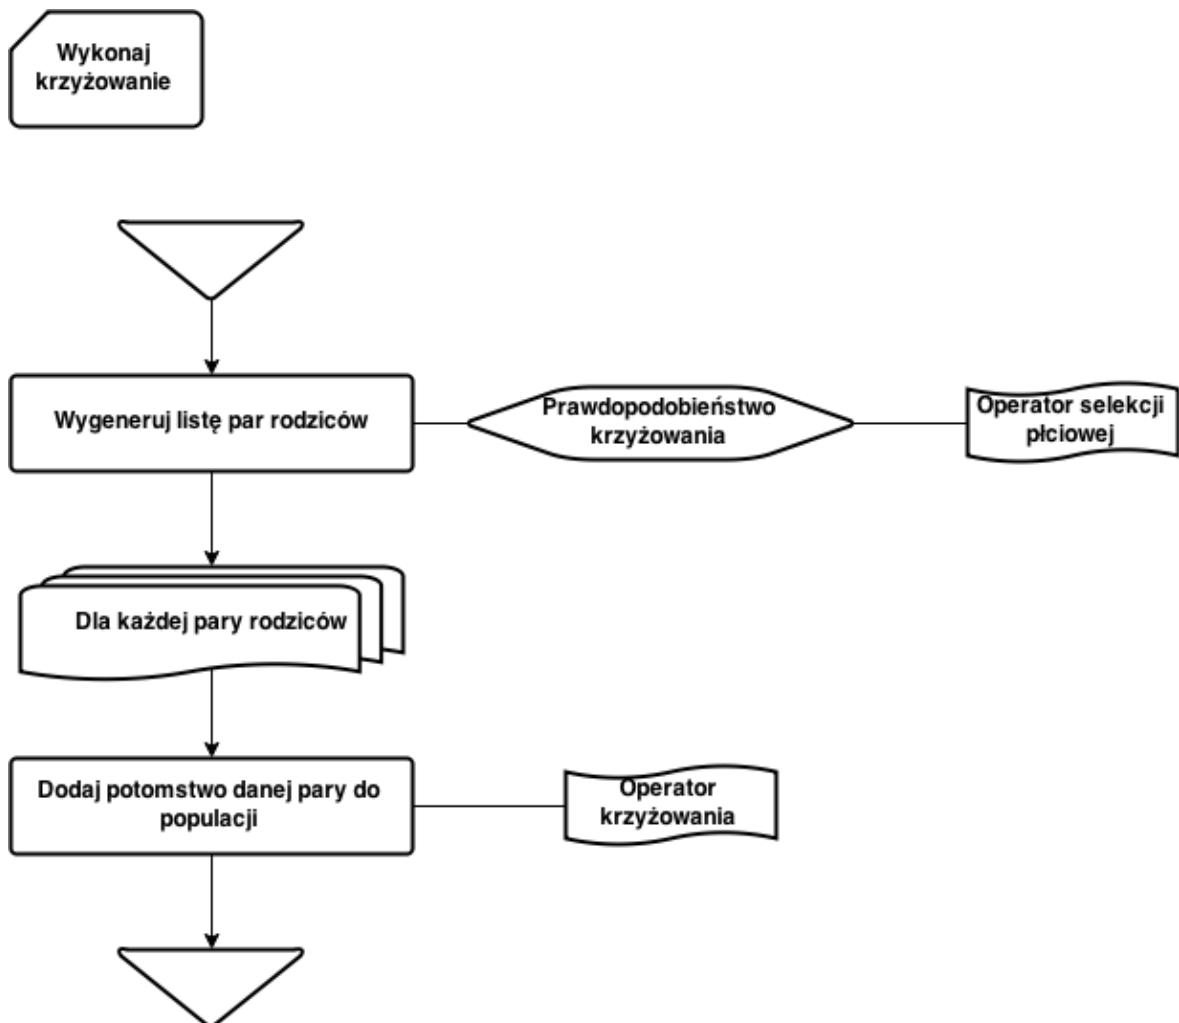 Wykonaj
krzyżowanie
Wygeneruj listę par rodziców
Prawdopodobieństwo
krzyżowania
Operator selekcji
płciowej
Dla każdej pary rodziców
Dodaj potomstwo danej pary do
populacji
Operator
krzyżowania